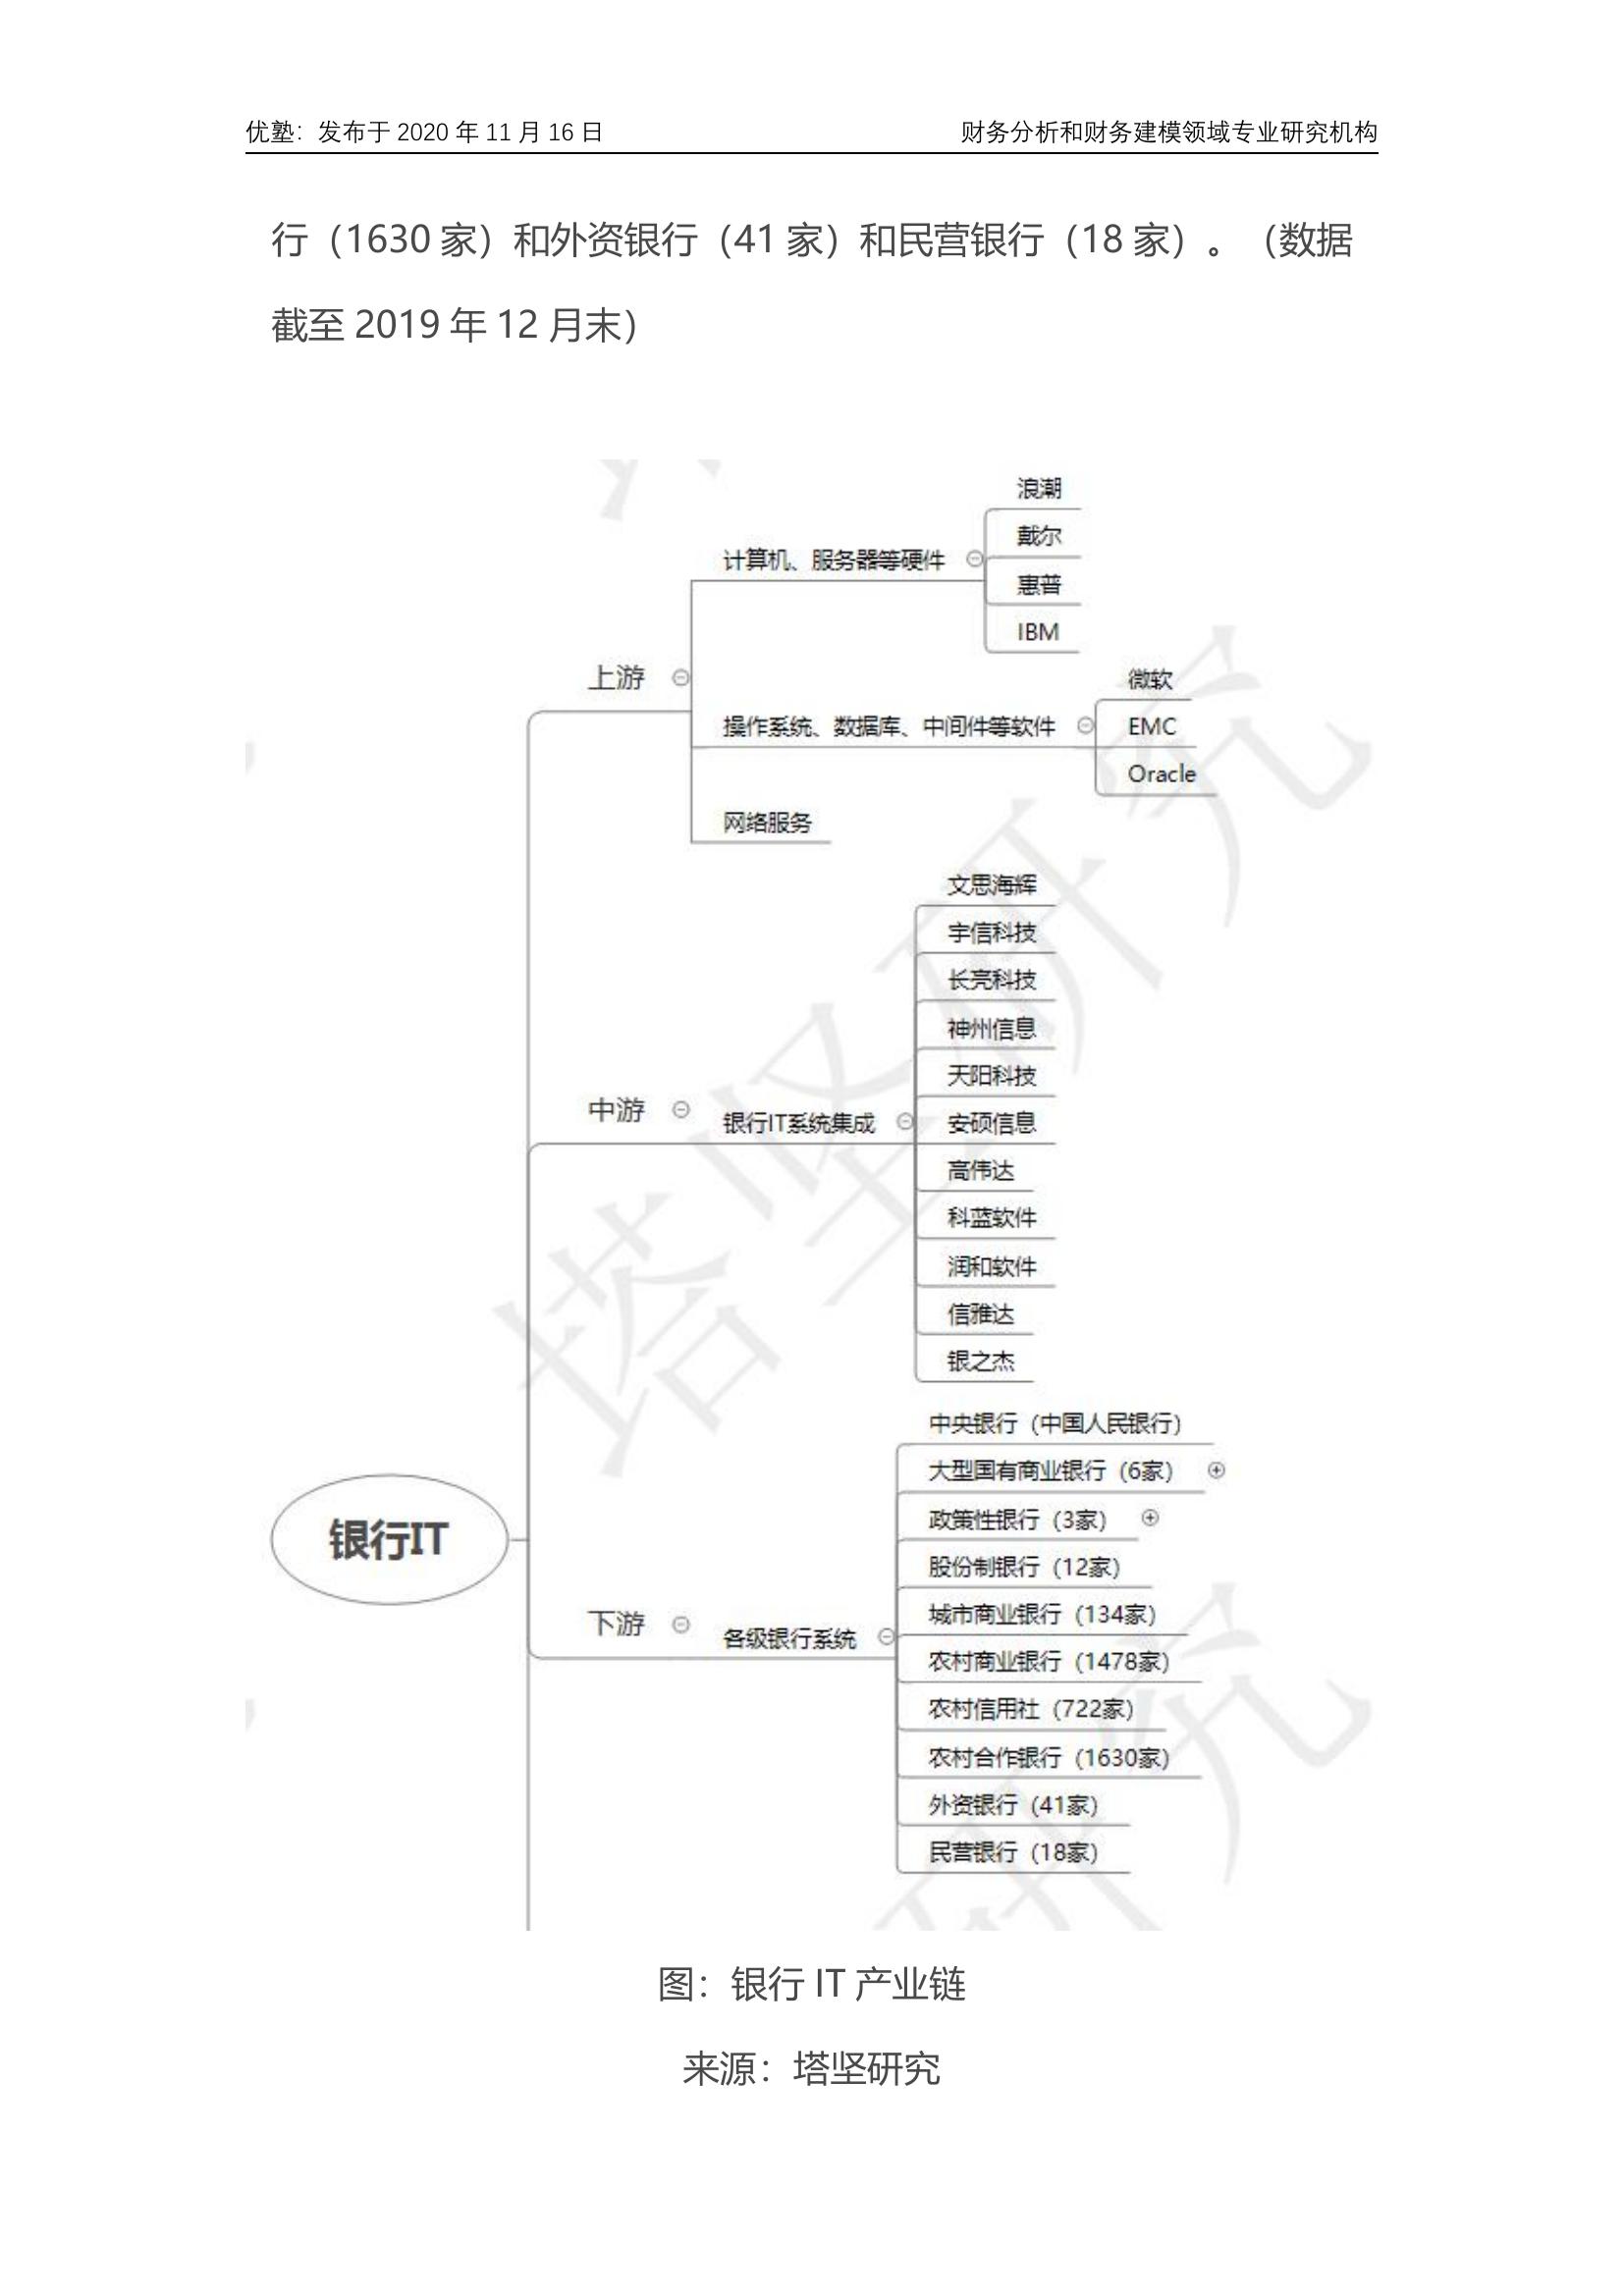 优塾：发布于 2020 年 11 月 16 日
财务分析和财务建模领域专业研究机构
行（1630 家）和外资银行（41 家）和民营银行（18 家）。（数据
截至 2019 年 12 月末）
浪潮
戴尔
计算机、服务器等硬件
惠普
IBM
上游
微软
操作系统、数据库、中间件等软件
EMC
Oracle
网络服务
文思海辉
宇信科技
长亮科技
神州信息
天阳科技
中游
银行IT系统集成
安硕信息
高伟达
科蓝软件
润和软件
信雅达
银之杰
中央银行（中国人民银行）
大型国有商业银行（6家）
政策性银行（3家）
银行IT
股份制银行（12家）
城市商业银行（134家）
下游
各级银行系统
农村商业银行（1478家）
农村信用社（722家）
农村合作银行（1630家）
外资银行（41家）
民营银行（18家）
塔坚研究
研究
图：银行 IT 产业链
来源：塔坚研究